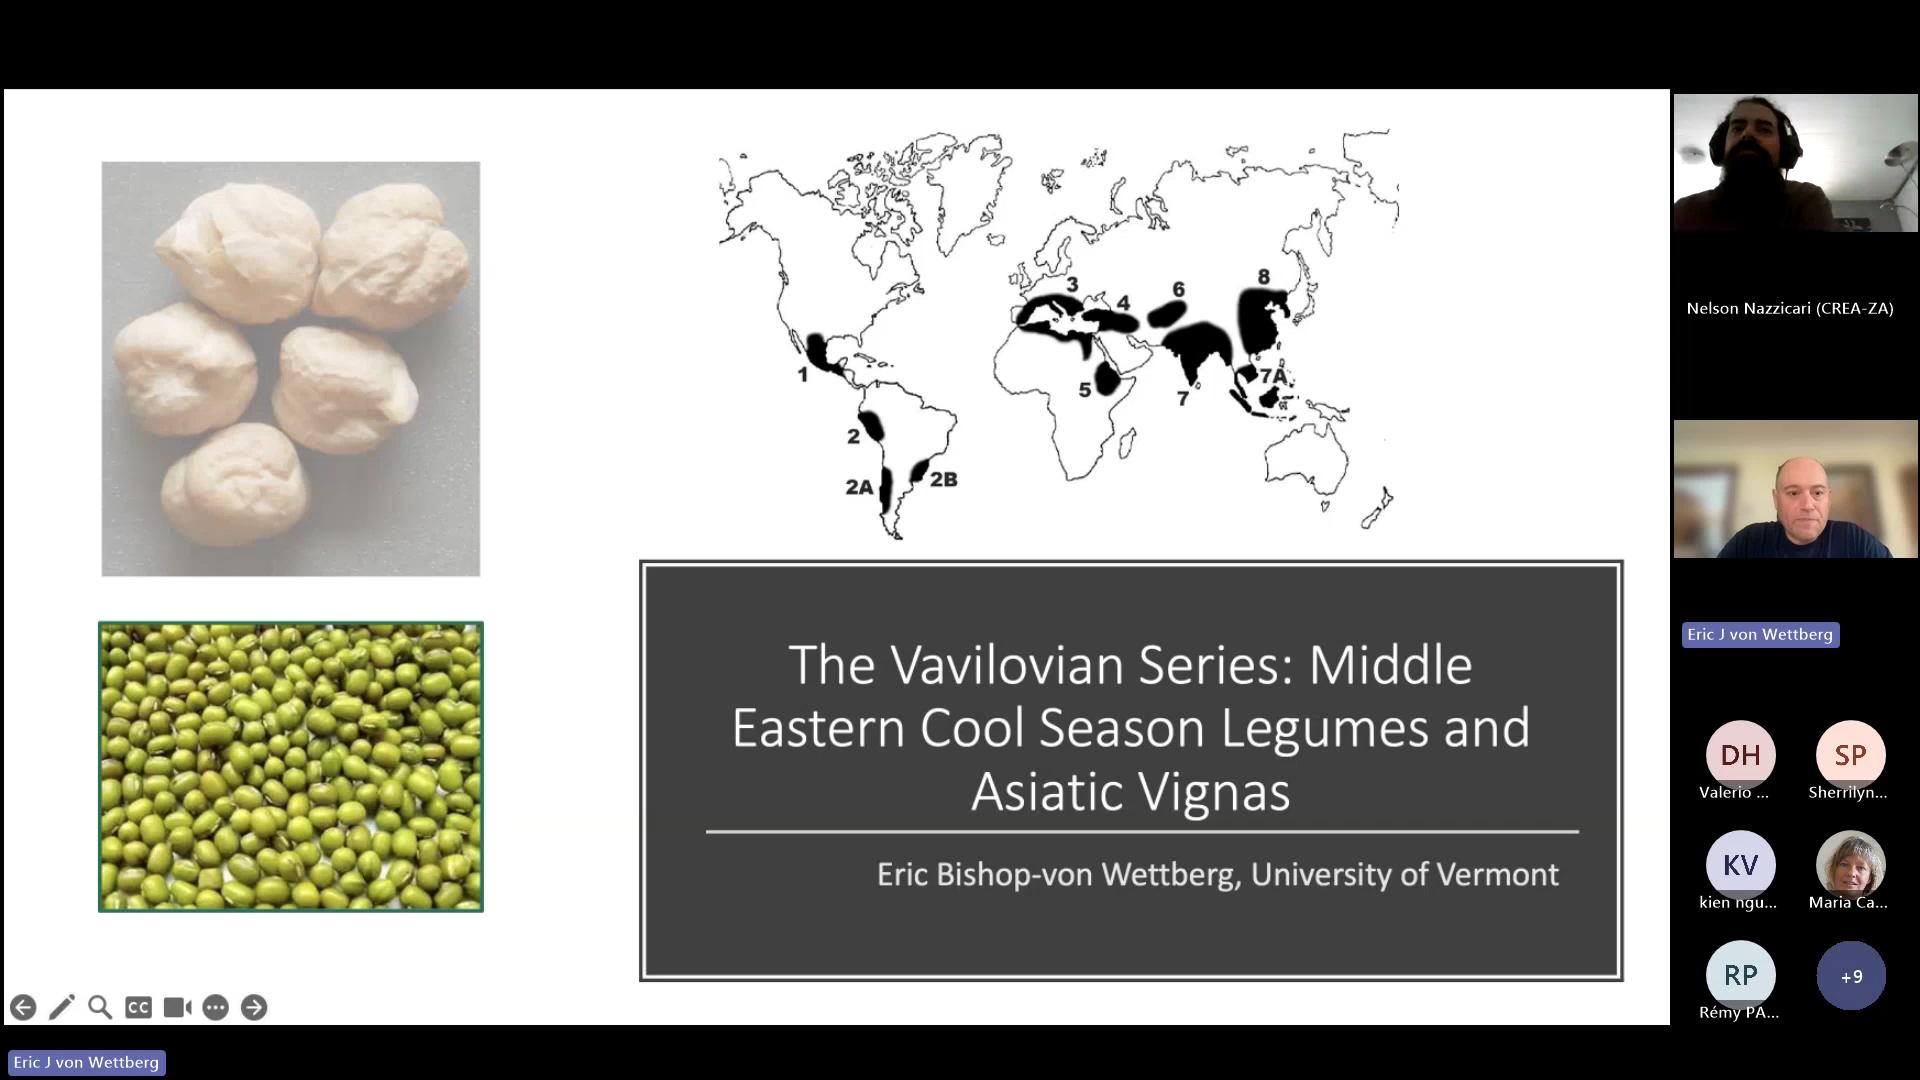 3
4
6
8
1
5
7
7A
2
2A
2B
The Vavilovian Series: Middle
Eastern Cool Season Legumes and
Asiatic Vignas
Eric Bishop-von Wettberg, University of Vermont
CC
Eric J von Wettberg
Nelson Nazzicari (CREA-ZA)
Eric J von Wettberg
DH
Valerio ...
SP
Sherrilyn...
KV
kien ngu...
Maria Ca...
RP
Rémy PA...
+9